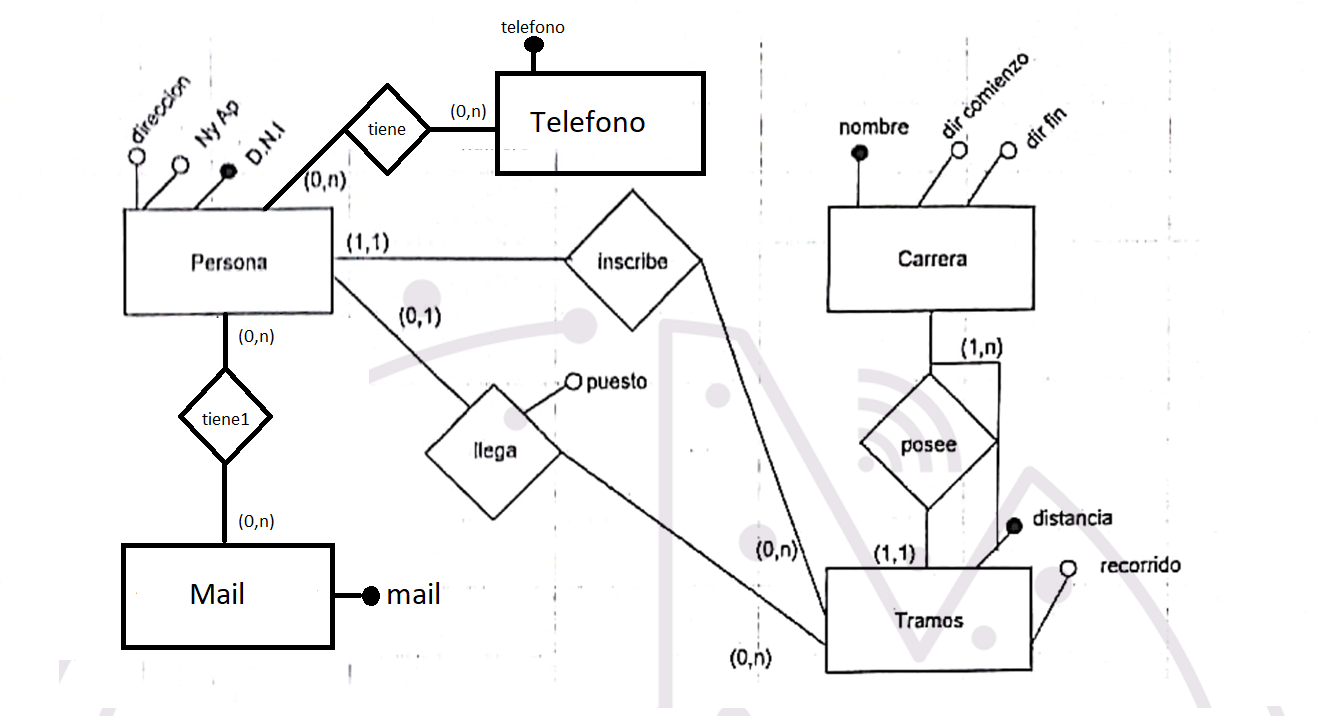 telefono
Telefono
direccion
Ny Ap
D.N.I
tiene
(0,n)
(0,n)
nombre
dir comienzo
dir fin
Persona
(1,1)
inscribe
Carrera
(0,n)
(0,1)
(1,n)
puesto
tiene1
llega
posee
(0,n)
(0,n)
(1,1)
distancia
recorrido
Mail
mail
Tramos
(0,n)